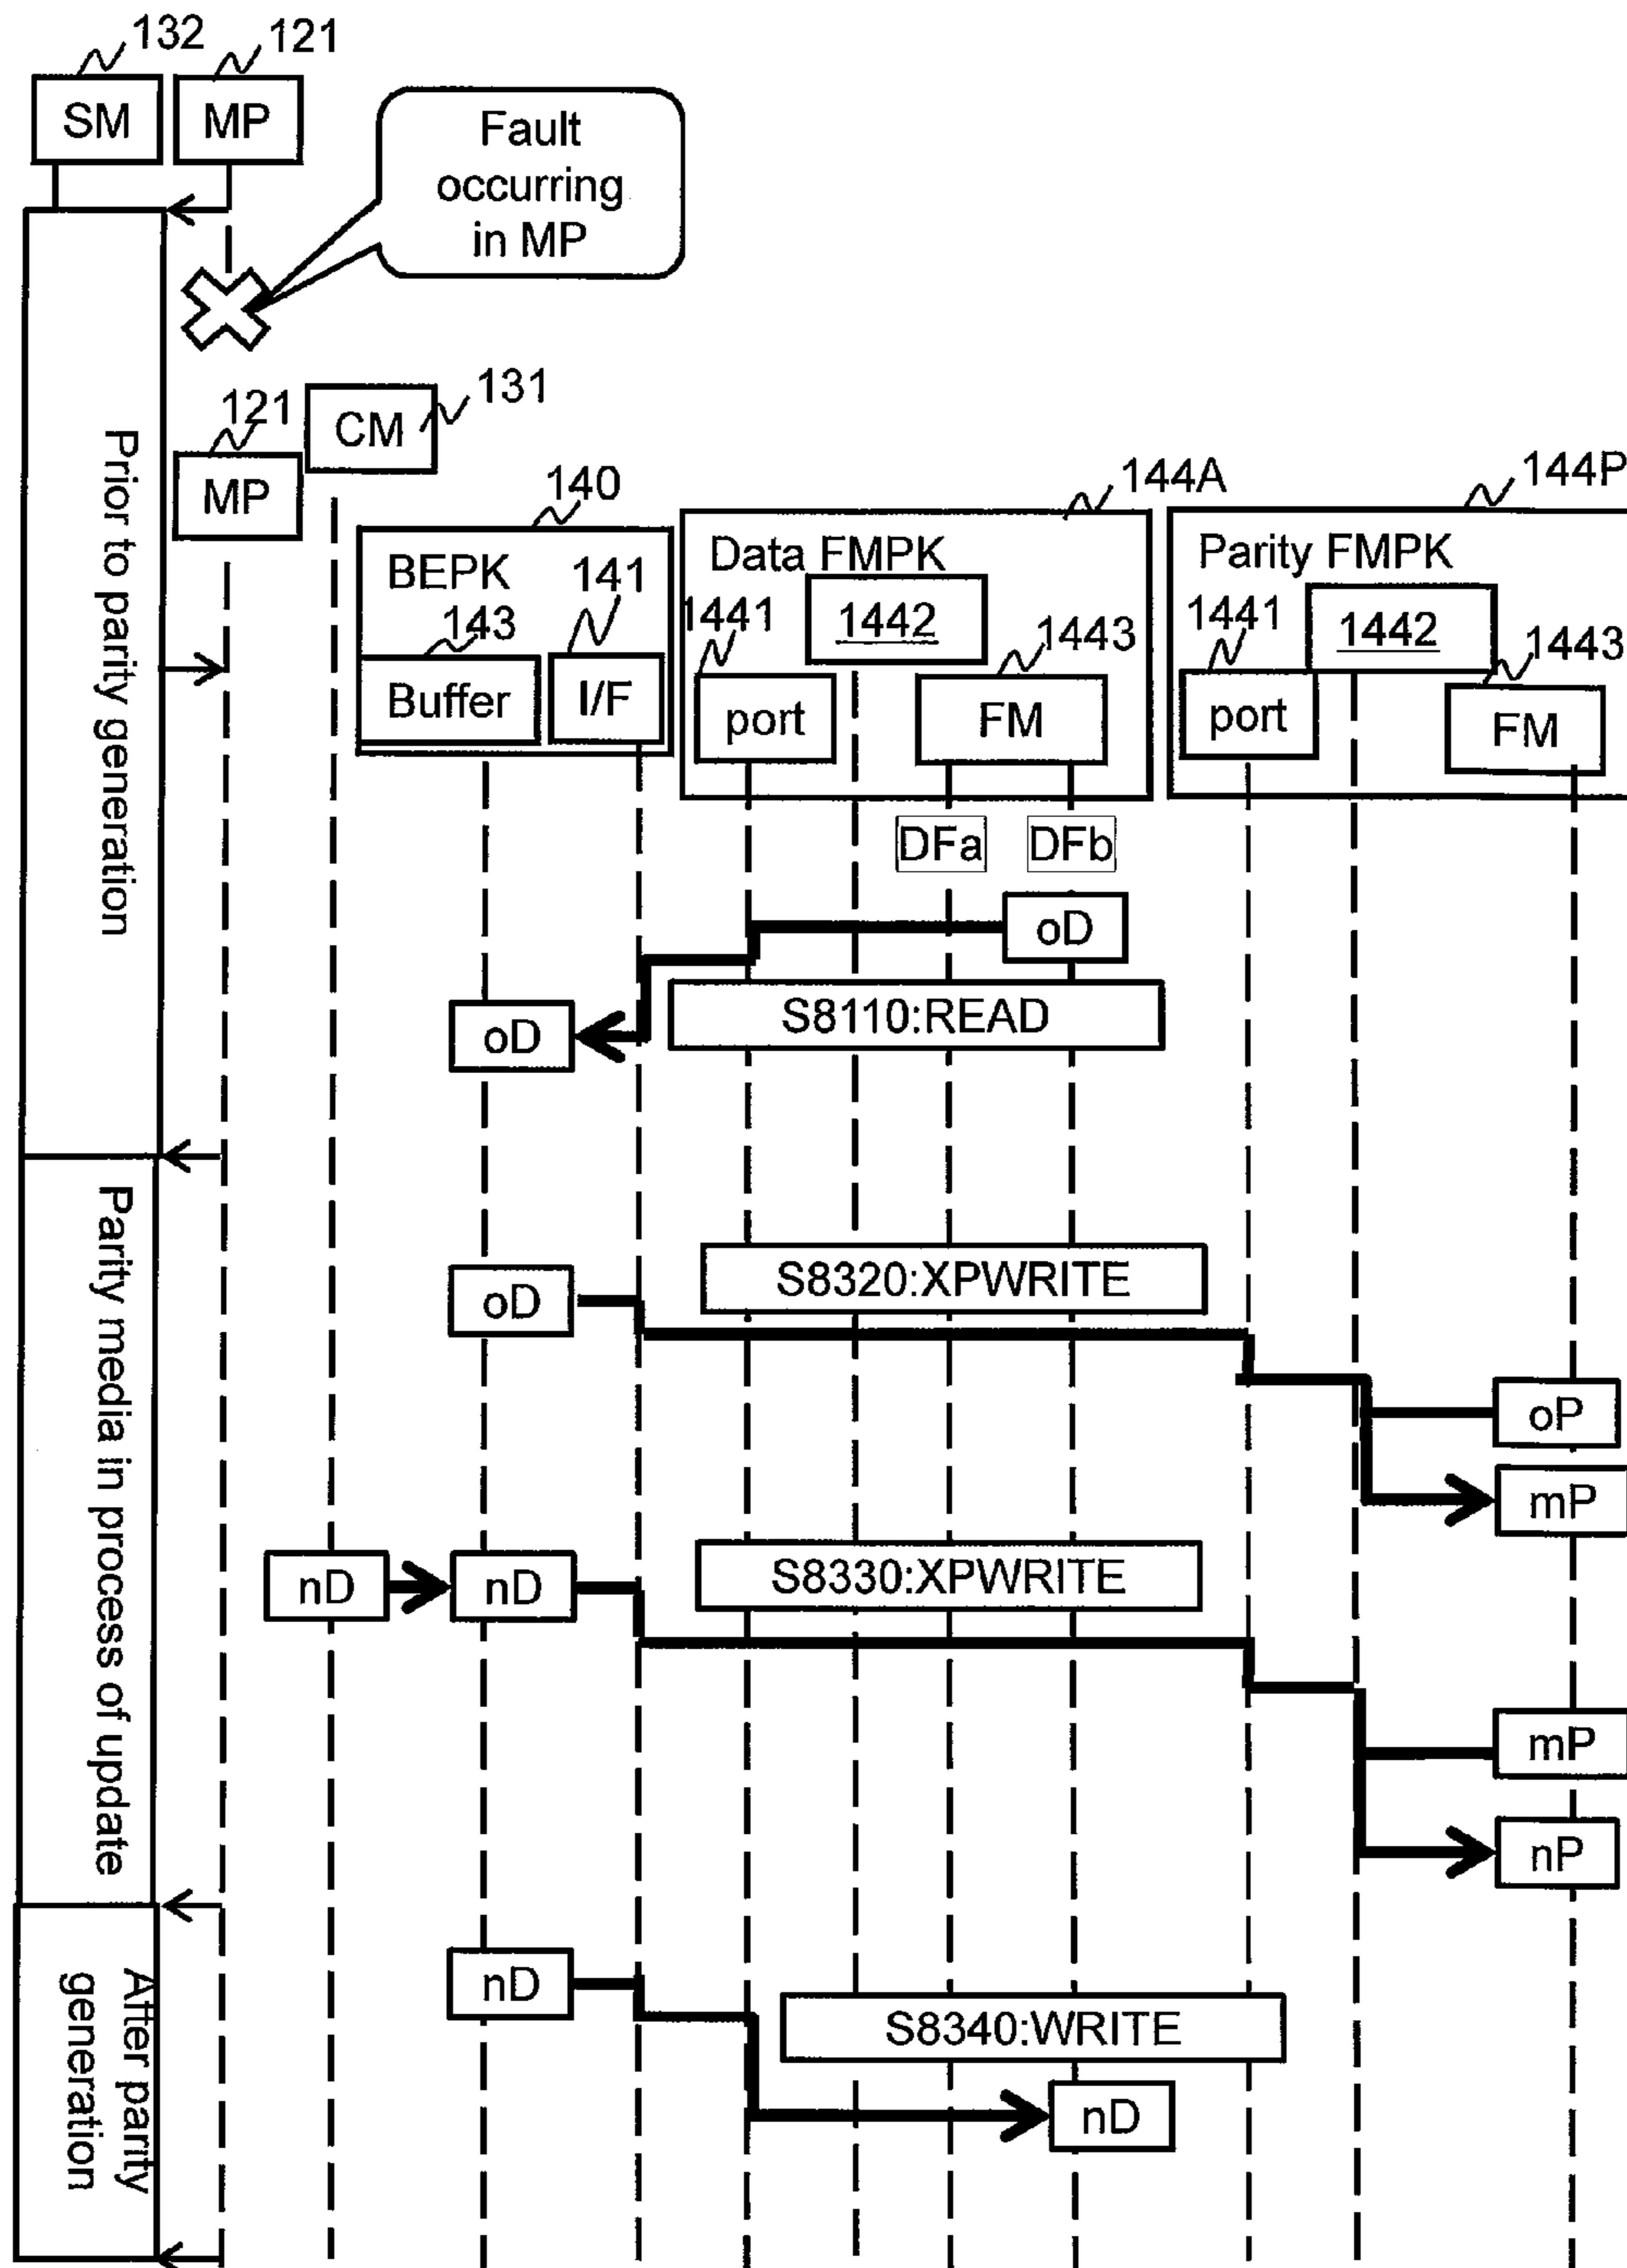 132
121
SM
MP
Fault
occurring
in MP
121
CM
131
MP
140
144A
144P
BEPK
141
143
Buffer
I/F
Data FMPK
1441
1442
1443
port
FM
Parity FMPK
1441
1442
1443
port
FM
DFa
DFb
Prior to parity generation
oD
S8110:READ
oD
Parity media in process of update
S8320:XPWRITE
oD
oP
mP
nD
nD
S8330:XPWRITE
mP
nP
After parity
generation
nD
S8340:WRITE
nD